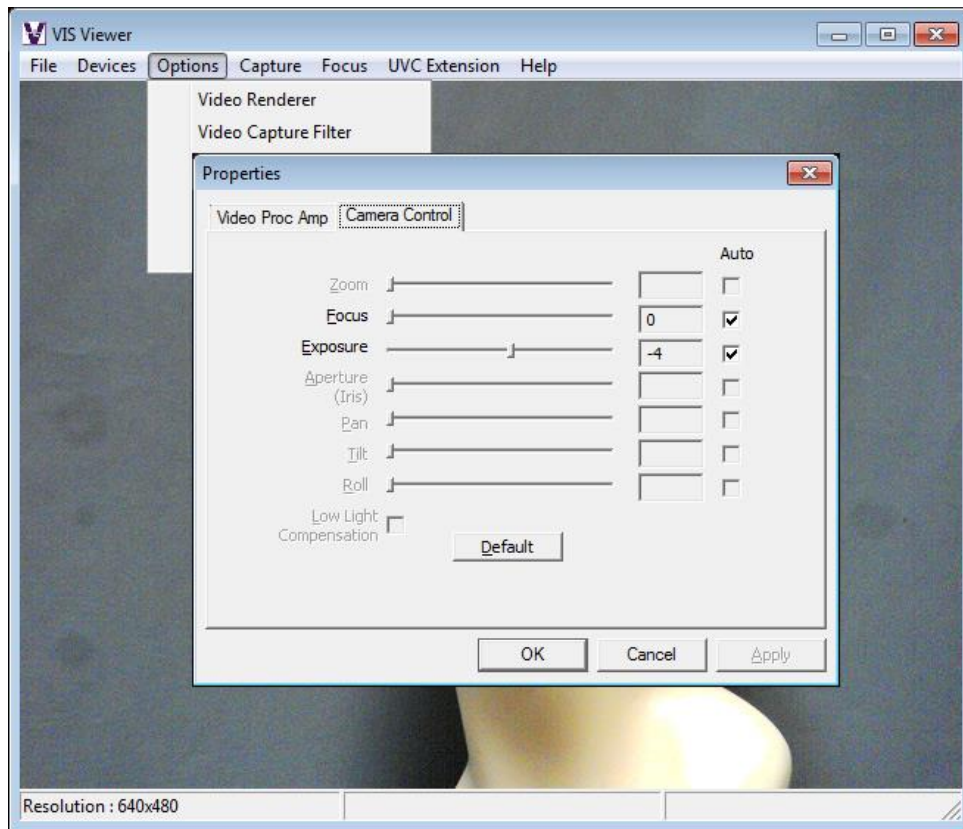 VIS Viewer
File Devices Options Capture Focus UVC Extension Help
Video Renderer
Video Capture Filter
Properties
Video Proc Amp Camera Control
Auto
Zoom
Focus 0
Exposure -4
Aperture
(Iris)
Pan
Tilt
Roll
Low Light
Compensation
Default
OK Cancel Apply
Resolution : 640x480